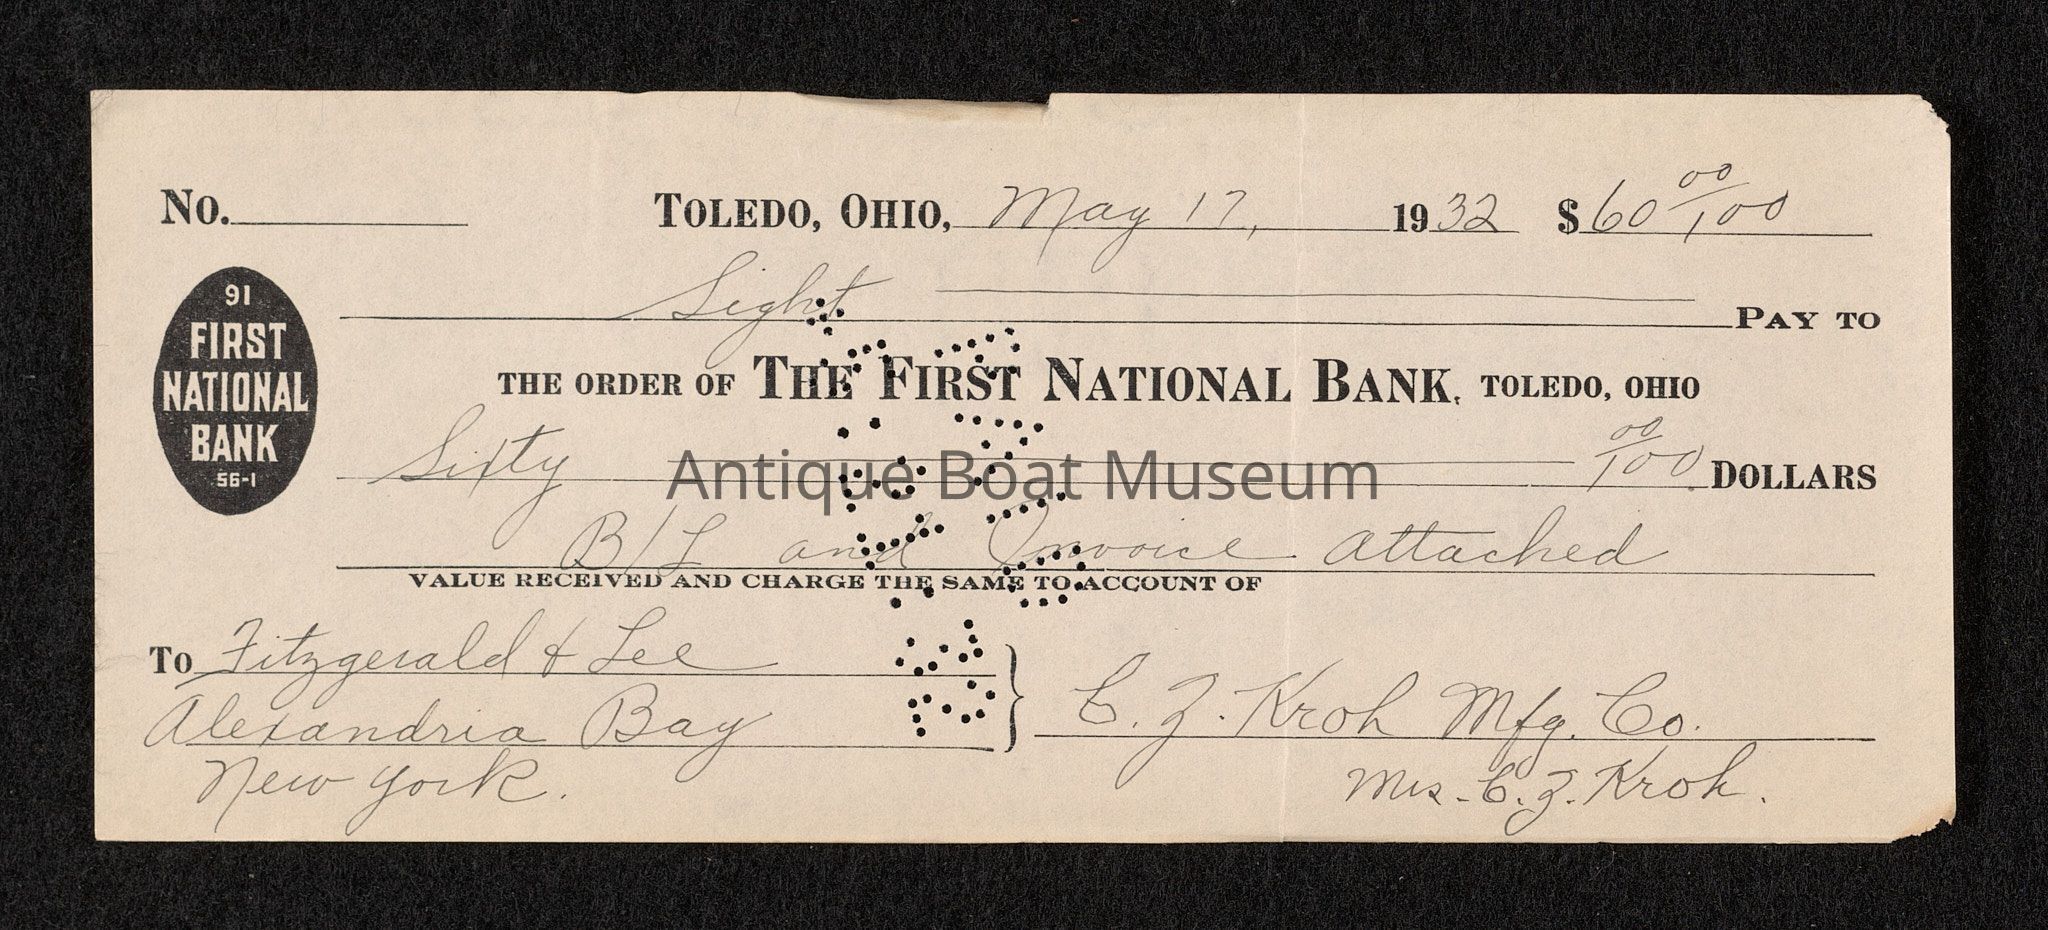 No. TOLEDO, OHIO, May 17, 1932 $60 00/100
Sight PAY TO
THE ORDER OF THE FIRST NATIONAL BANK, TOLEDO, OHIO
91
FIRST
NATIONAL
BANK
56-1
Sixty 00/100 DOLLARS
Antique Boat Museum
B/L and Invoice attached
VALUE RECEIVED AND CHARGE THE SAME TO ACCOUNT OF
To Fitzgerald & Lee
Alexandria Bay
New York.
C. Z. Kroh Mfg. Co.
Mrs. C. Z. Kroh.